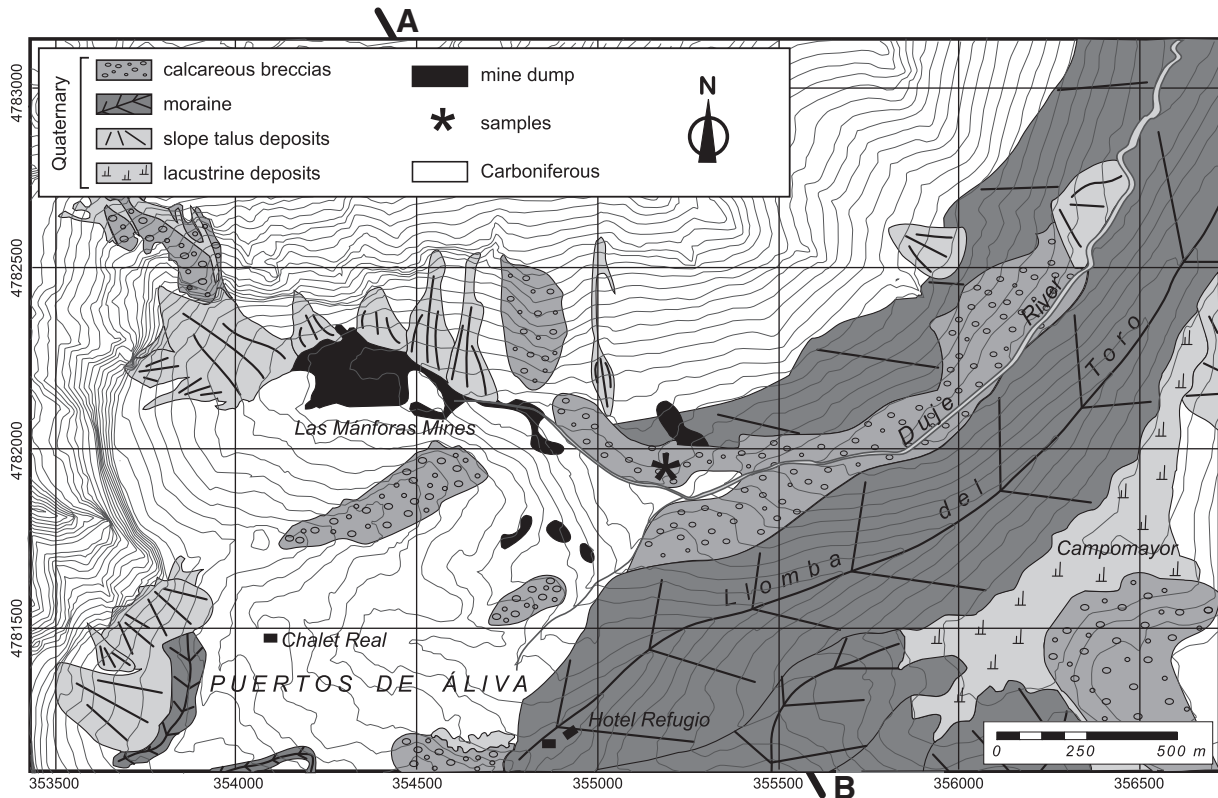 A
Quaternary
calcareous breccias
moraine
slope talus deposits
lacustrine deposits
mine dump
* samples
Carboniferous
N
4783000
4782500
4782000
4781500
Las Mánforas Mines
*
Duje River
Llomba del Toro
Campomayor
Chalet Real
PUERTOS DE ÁLIVA
Hotel Refugio
0 250 500 m
353500 354000 354500 355000 355500 356000 356500
B